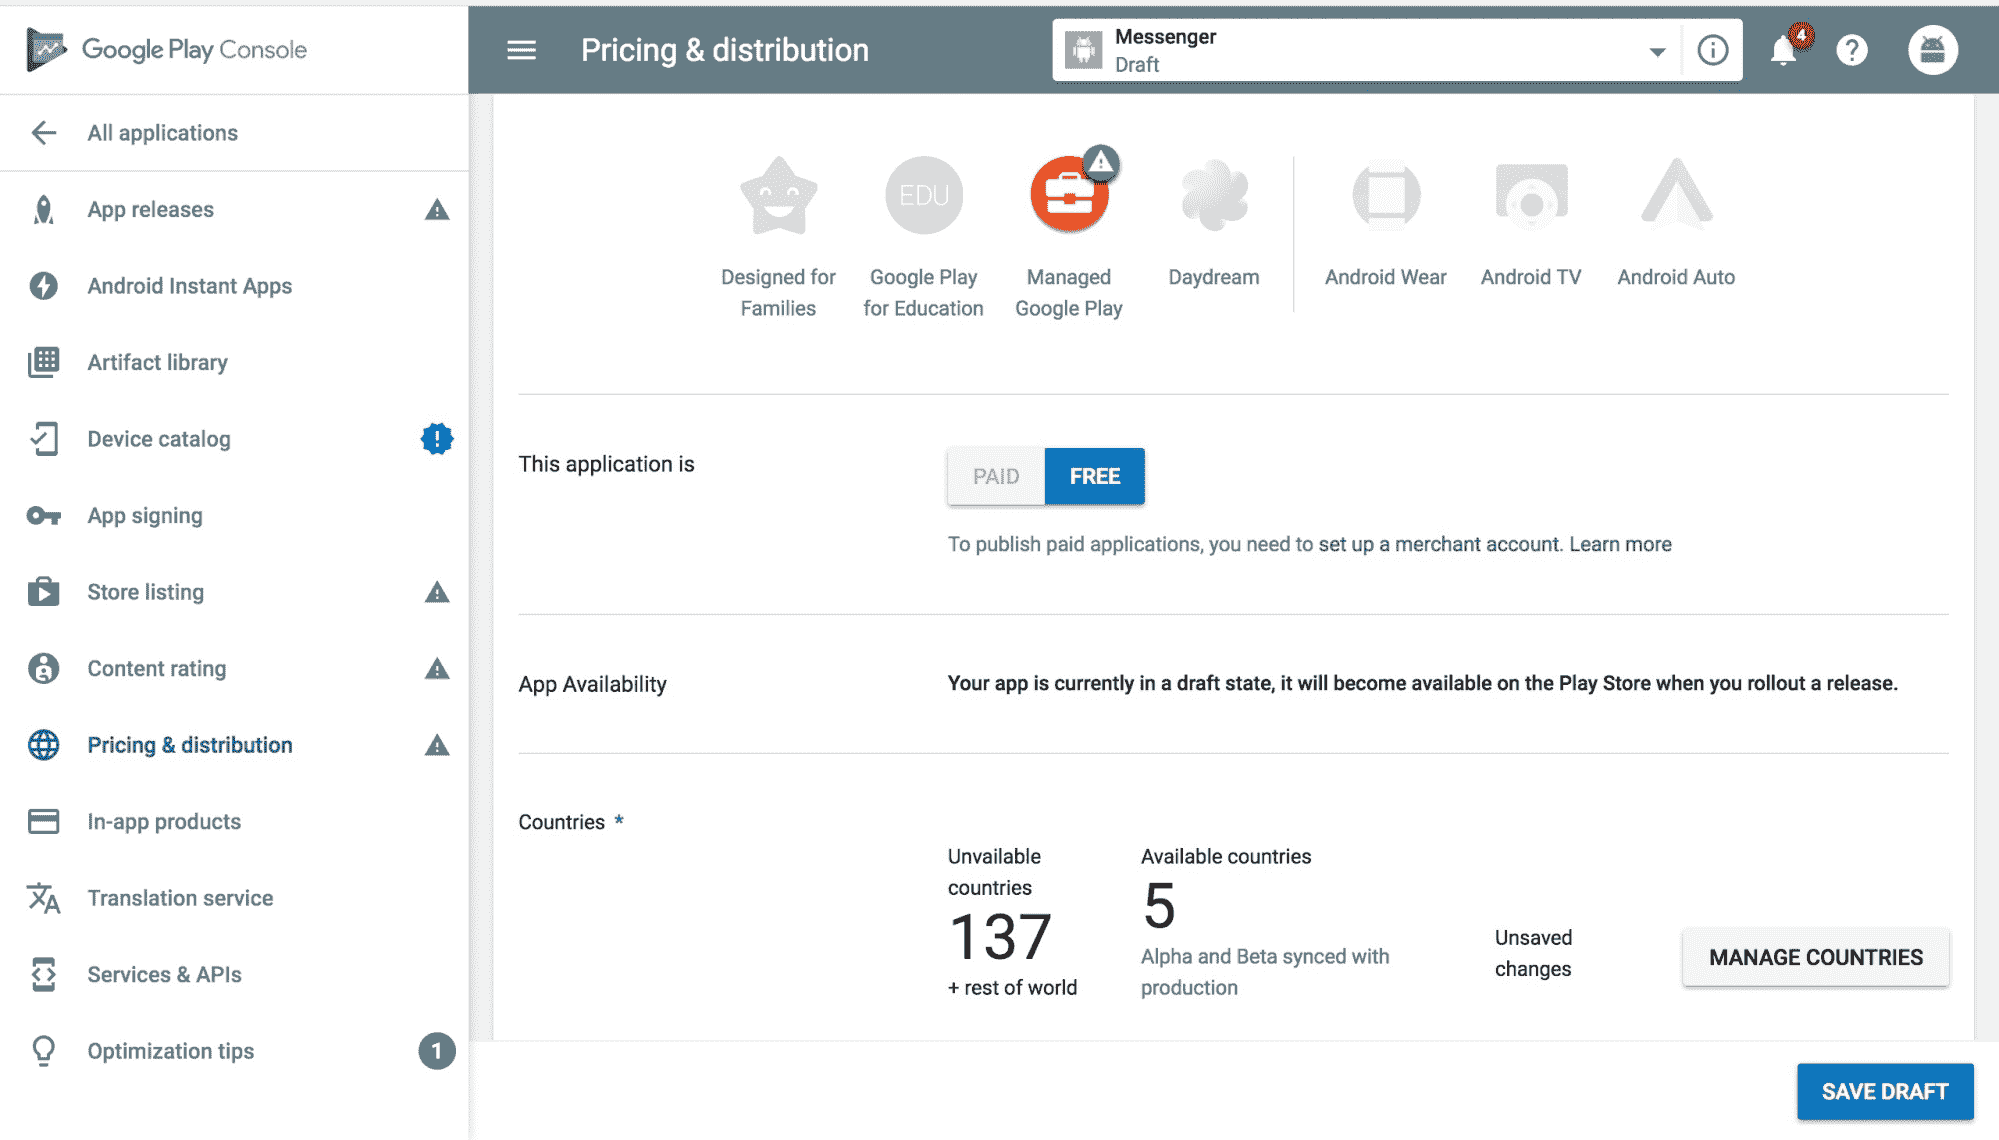 Google Play Console
Pricing & distribution
Messenger
Draft
4
All applications
App releases
Android Instant Apps
Artifact library
Device catalog
App signing
Store listing
Content rating
Pricing & distribution
In-app products
Translation service
Services & APIs
Optimization tips
1
EDU
Designed for
Families
Google Play
for Education
Managed
Google Play
Daydream
Android Wear
Android TV
Android Auto
This application is
PAID
FREE
To publish paid applications, you need to set up a merchant account. Learn more
App Availability
Your app is currently in a draft state, it will become available on the Play Store when you rollout a release.
Countries *
Unvailable
countries
137
+ rest of world
Available countries
5
Alpha and Beta synced with
production
Unsaved
changes
MANAGE COUNTRIES
SAVE DRAFT